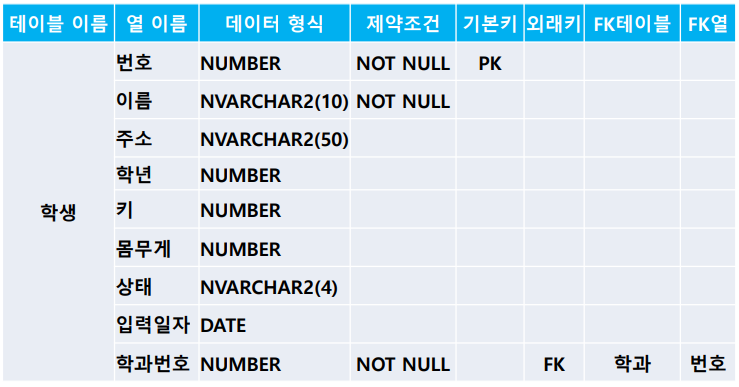 테이블 이름 열 이름 데이터 형식 제약조건 기본키 외래키 FK테이블 FK열
번호 NUMBER NOT NULL PK
이름 NVARCHAR2(10) NOT NULL
주소 NVARCHAR2(50)
학년 NUMBER
학생 키 NUMBER
몸무게 NUMBER
상태 NVARCHAR2(4)
입력일자 DATE
학과번호 NUMBER NOT NULL FK 학과 번호